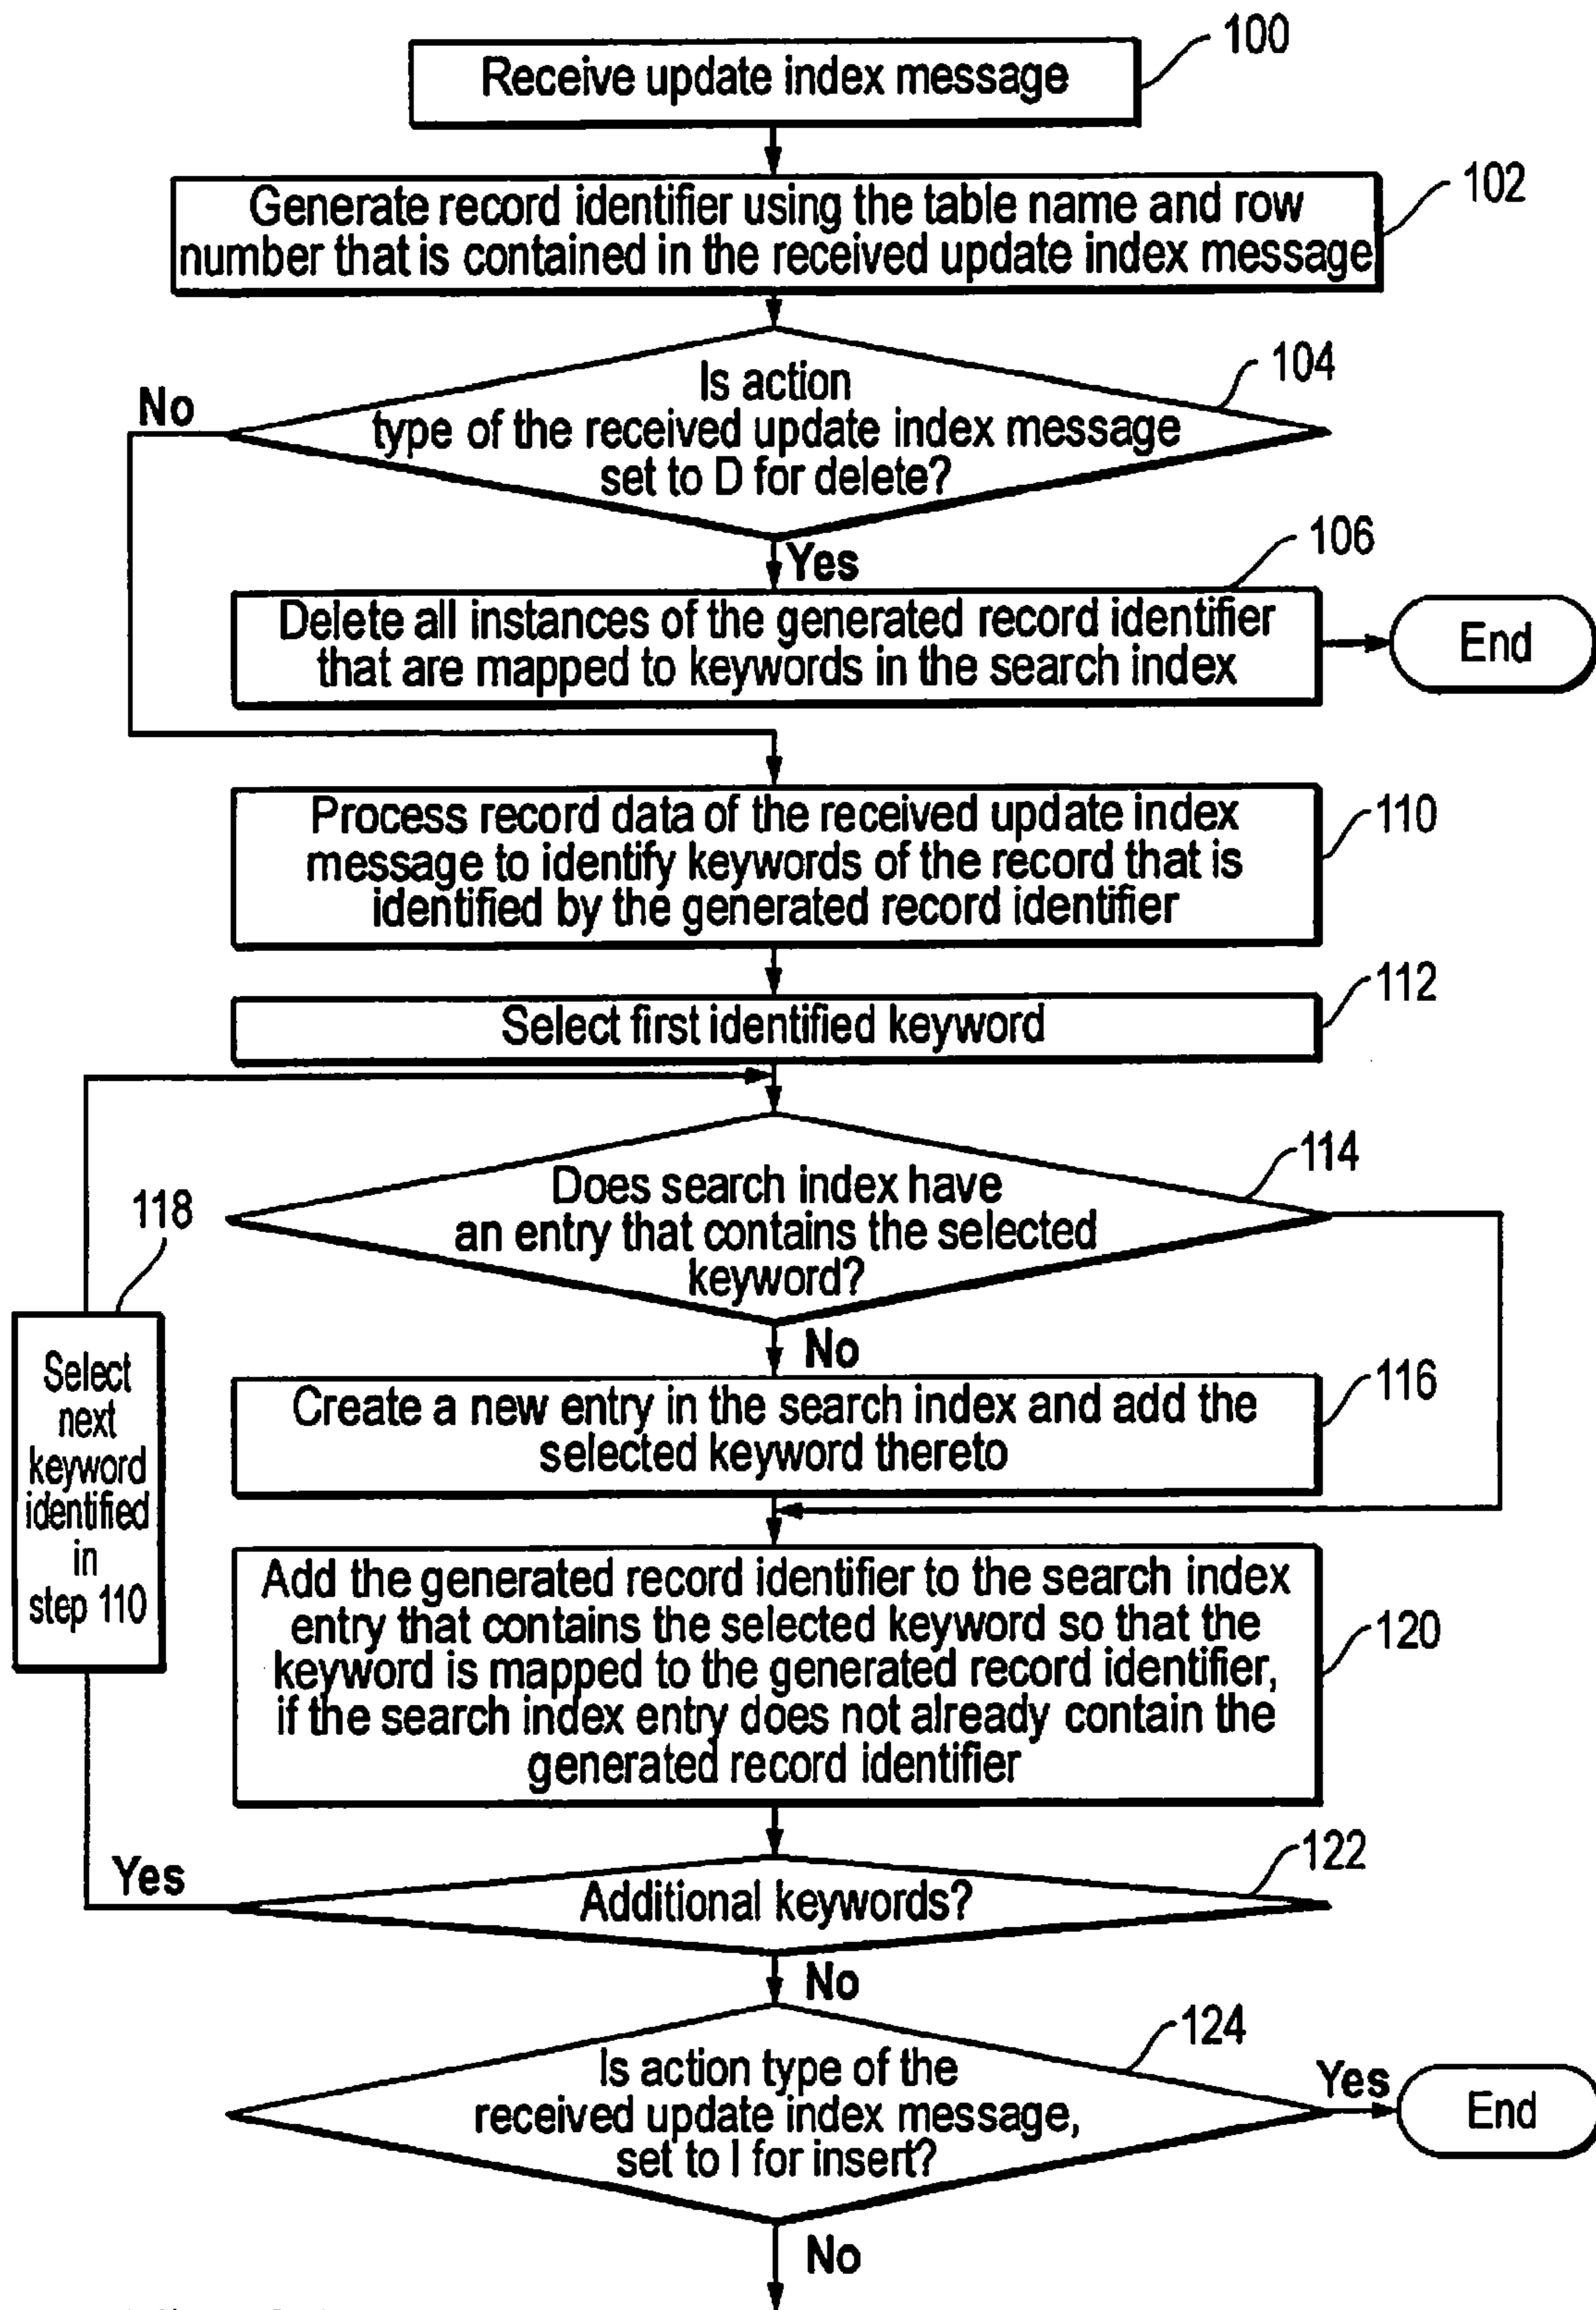 100
Receive update index message
102
Generate record identifier using the table name and row
number that is contained in the received update index message
104
No
Is action
type of the received update index message
set to D for delete?
Yes
106
Delete all instances of the generated record identifier
that are mapped to keywords in the search index
End
110
Process record data of the received update index
message to identify keywords of the record that is
identified by the generated record identifier
112
Select first identified keyword
114
Does search index have
an entry that contains the selected
keyword?
118
Select
next
keyword
identified
in
step 110
No
116
Create a new entry in the search index and add the
selected keyword thereto
120
Add the generated record identifier to the search index
entry that contains the selected keyword so that the
keyword is mapped to the generated record identifier,
if the search index entry does not already contain the
generated record identifier
122
Yes
Additional keywords?
No
124
Is action type of the
received update index message,
set to I for insert?
Yes
End
No